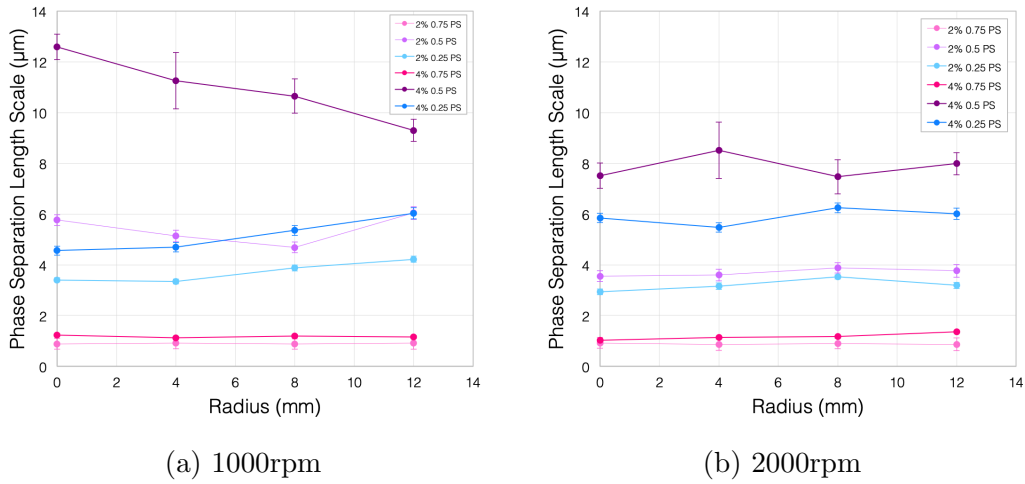 Phase Separation Length Scale (μm)
14
12
10
8
6
4
2
0
0
2
4
6
8
10
12
14
Radius (mm)
2% 0.75 PS
2% 0.5 PS
2% 0.25 PS
4% 0.75 PS
4% 0.5 PS
4% 0.25 PS
(a) 1000rpm
Phase Separation Length Scale (μm)
14
12
10
8
6
4
2
0
0
2
4
6
8
10
12
14
Radius (mm)
2% 0.75 PS
2% 0.5 PS
2% 0.25 PS
4% 0.75 PS
4% 0.5 PS
4% 0.25 PS
(b) 2000rpm